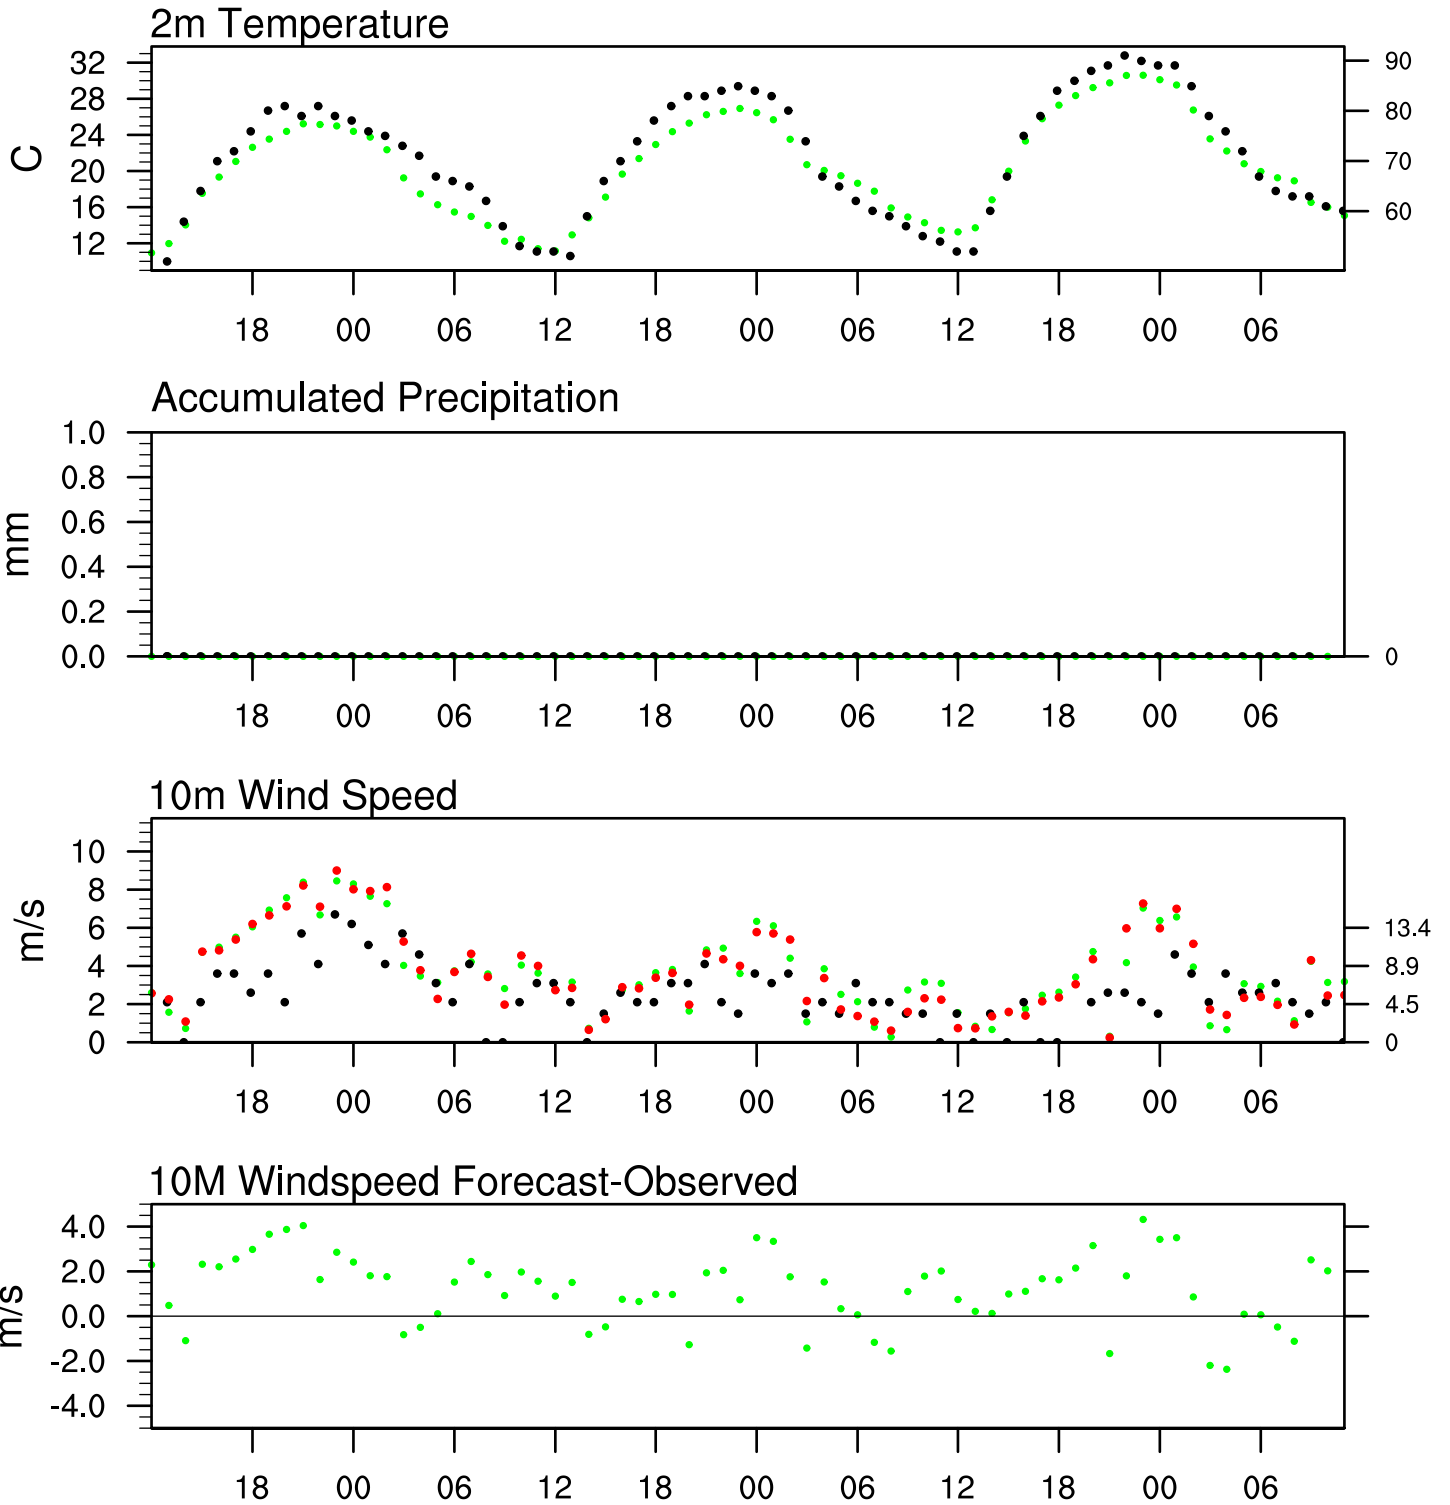 2m Temperature
32
28
24
20
16
12
C
90
80
70
60
18 00 06 12 18 00 06 12 18 00 06
Accumulated Precipitation
1.0
0.8
0.6
0.4
0.2
0.0
mm
0
18 00 06 12 18 00 06 12 18 00 06
10m Wind Speed
10
8
6
4
2
0
m/s
13.4
8.9
4.5
0
18 00 06 12 18 00 06 12 18 00 06
10M Windspeed Forecast-Observed
4.0
2.0
0.0
-2.0
-4.0
m/s
18 00 06 12 18 00 06 12 18 00 06